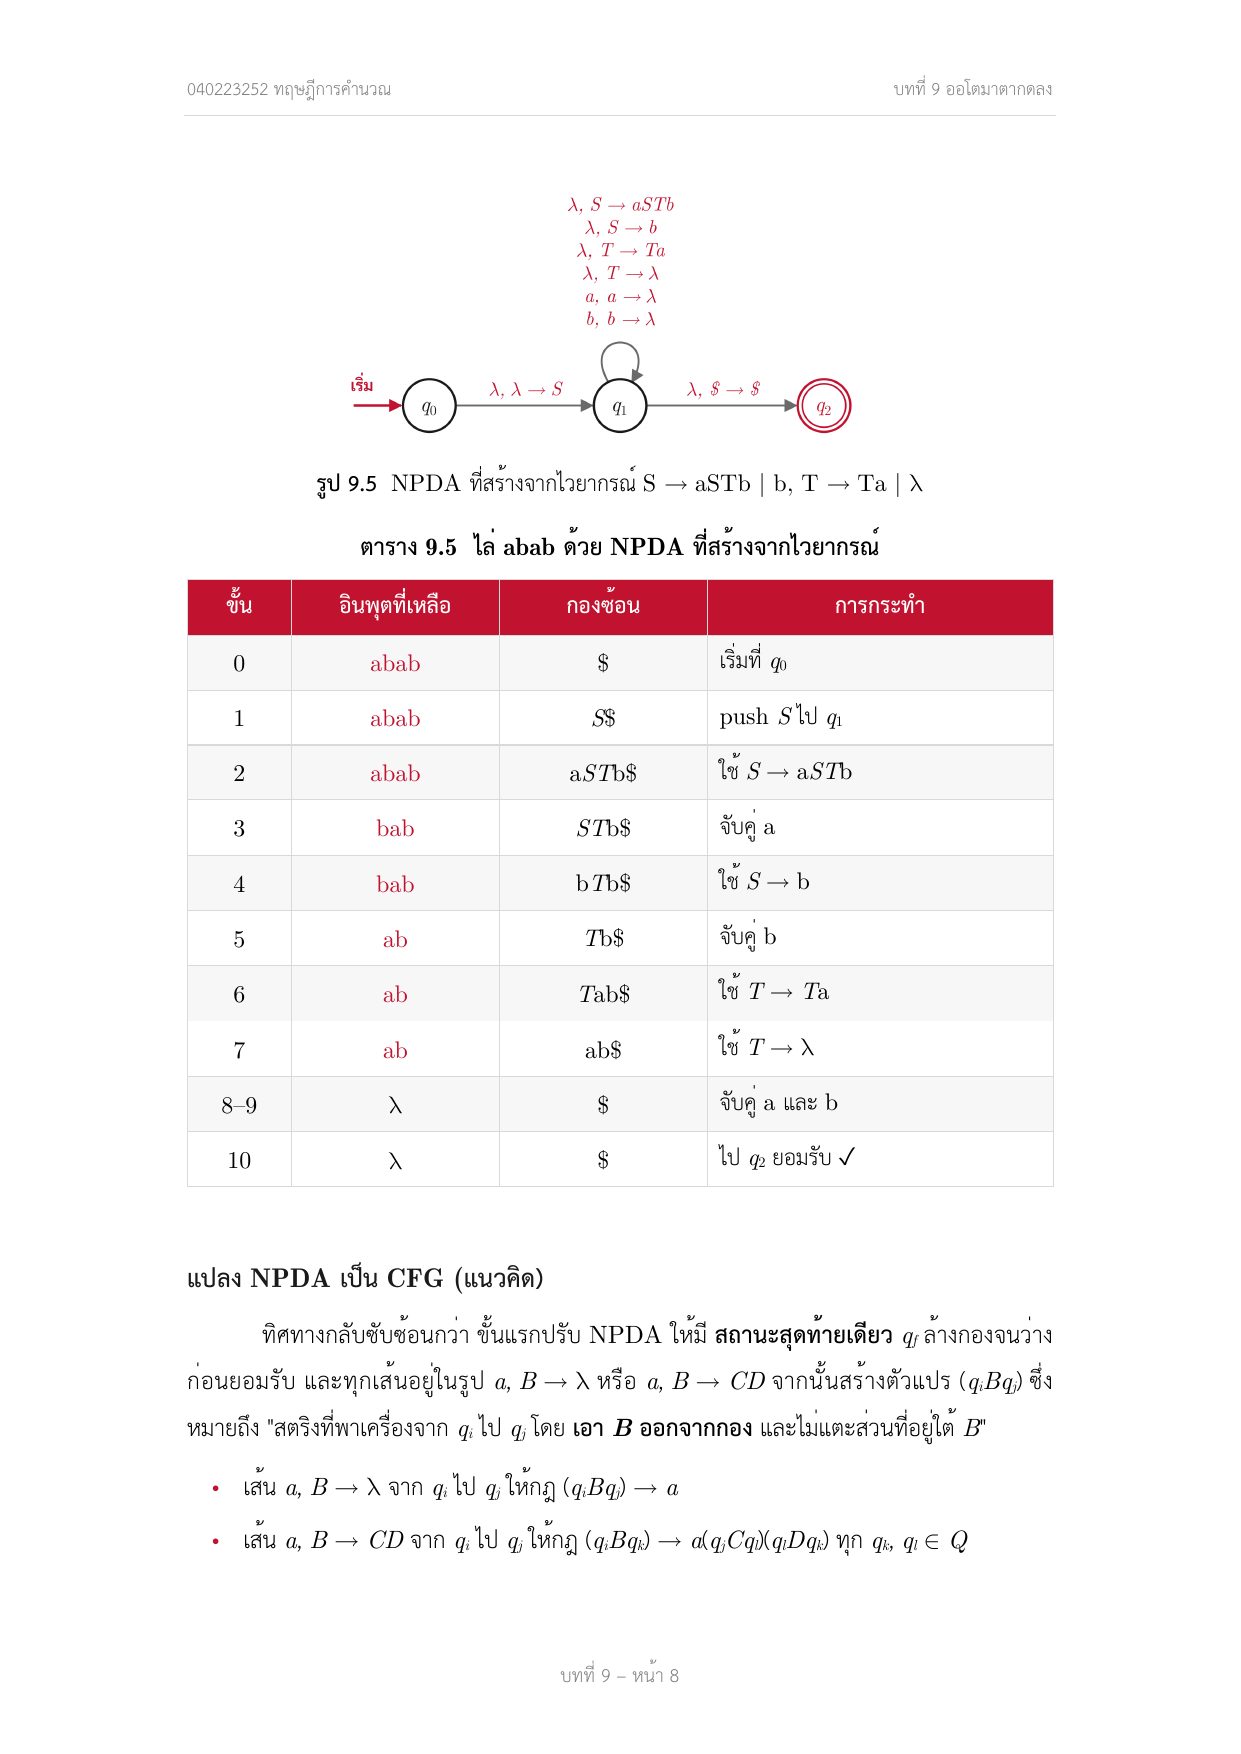 040223252 ทฤษฎีการคำนวณ บทที่ 9 ออโตมาตากดลง
λ, S → aSTb
λ, S → b
λ, T → Ta
λ, T → λ
a, a → λ
b, b → λ
เริ่ม q₀ λ, λ → S q₁ λ, $ → $ q₂
รูป 9.5 NPDA ที่สร้างจากไวยากรณ์ S → aSTb | b, T → Ta | λ
ตาราง 9.5 ไล่ abab ด้วย NPDA ที่สร้างจากไวยากรณ์
ขั้น อินพุตที่เหลือ กองซ้อน การกระทำ
0 abab $ เริ่มที่ q₀
1 abab S$ push S ไป q₁
2 abab aSTb$ ใช้ S → aSTb
3 bab STb$ จับคู่ a
4 bab bTb$ ใช้ S → b
5 ab Tb$ จับคู่ b
6 ab Tab$ ใช้ T → Ta
7 ab ab$ ใช้ T → λ
8–9 λ $ จับคู่ a และ b
10 λ $ ไป q₂ ยอมรับ ✓
แปลง NPDA เป็น CFG (แนวคิด)
ทิศทางกลับซับซ้อนกว่า ขั้นแรกปรับ NPDA ให้มี สถานะสุดท้ายเดียว q_f ล้างกองจนว่าง
ก่อนยอมรับ และทุกเส้นอยู่ในรูป a, B → λ หรือ a, B → CD จากนั้นสร้างตัวแปร (qᵢBqⱼ) ซึ่ง
หมายถึง "สตริงที่พาเครื่องจาก qᵢ ไป qⱼ โดย เอา B ออกจากกอง และไม่แตะส่วนที่อยู่ใต้ B"
• เส้น a, B → λ จาก qᵢ ไป qⱼ ให้กฎ (qᵢBqⱼ) → a
• เส้น a, B → CD จาก qᵢ ไป qⱼ ให้กฎ (qᵢBqₖ) → a(qⱼCqₗ)(qₗDqₖ) ทุก qₖ, qₗ ∈ Q
บทที่ 9 – หน้า 8